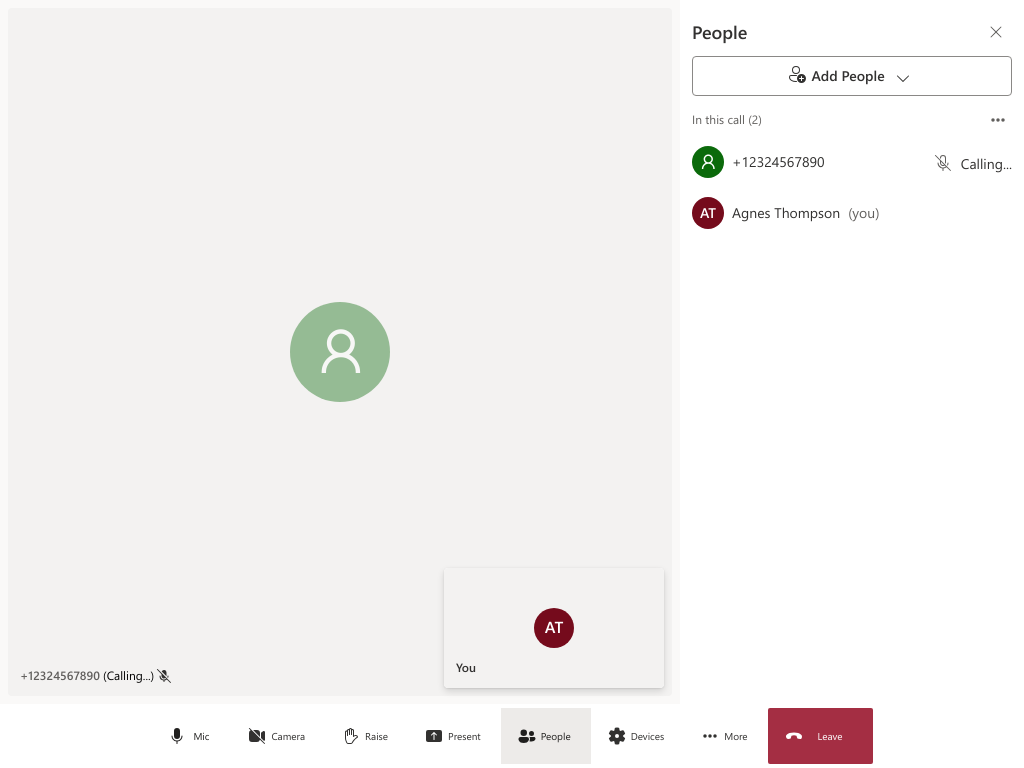 People
Add People
In this call (2)
+12324567890 Calling...
AT Agnes Thompson (you)
AT
You
+12324567890 (Calling...)
Mic Camera Raise Present People Devices More Leave